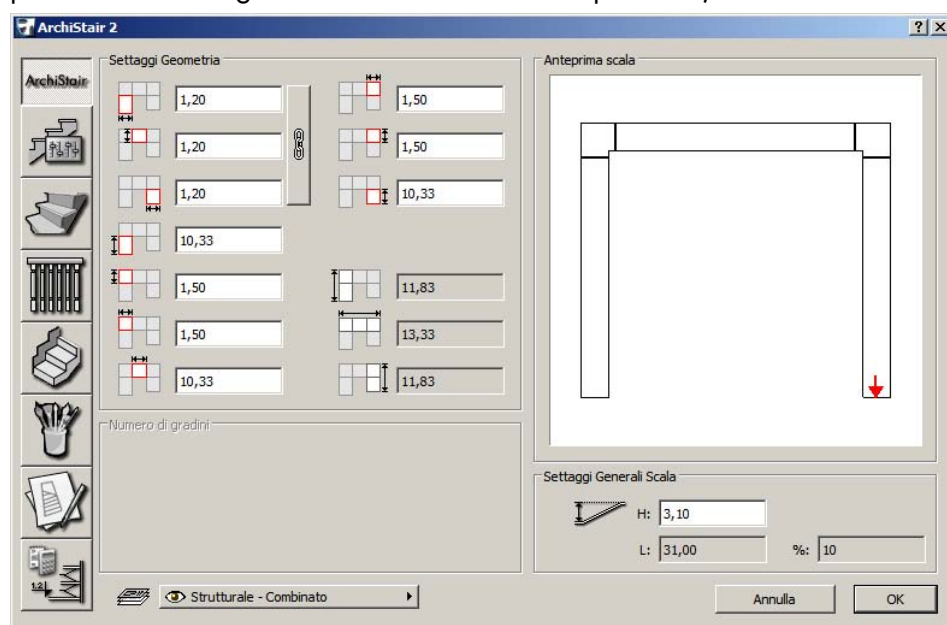 ArchiStair 2
ArchiStair
Settaggi Geometria
1,20
1,20
1,20
10,33
1,50
1,50
10,33
1,50
1,50
10,33
11,83
13,33
11,83
Numero di gradini
Anteprima scala
Settaggi Generali Scala
H: 3,10
L: 31,00 %: 10
1.2
Strutturale - Combinato
Annulla OK